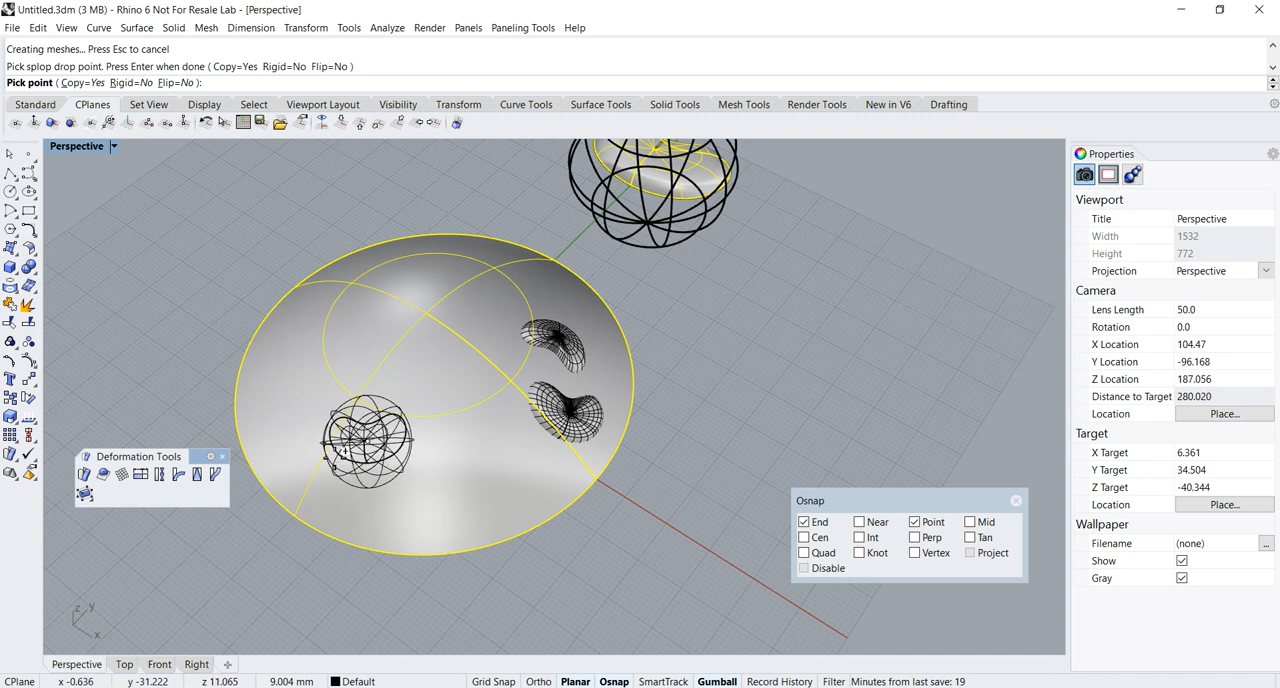 Untitled.3dm (3 MB) - Rhino 6 Not For Resale Lab - [Perspective]
File Edit View Curve Surface Solid Mesh Dimension Transform Tools Analyze Render Panels Paneling Tools Help
Creating meshes... Press Esc to cancel
Pick splop drop point. Press Enter when done ( Copy=Yes Rigid=No Flip=No )
Pick point ( Copy=Yes Rigid=No Flip=No ):
Standard CPlanes Set View Display Select Viewport Layout Visibility Transform Curve Tools Surface Tools Solid Tools Mesh Tools Render Tools New in V6 Drafting
Perspective
Properties
Viewport
Title Perspective
Width 1532
Height 772
Projection Perspective
Camera
Lens Length 50.0
Rotation 0.0
X Location 104.47
Y Location -96.168
Z Location 187.056
Distance to Target 280.020
Location Place...
Target
X Target 6.361
Y Target 34.504
Z Target -40.344
Location Place...
Wallpaper
Filename (none) ...
Show
Gray
Deformation Tools
Osnap
End Near Point Mid
Cen Int Perp Tan
Quad Knot Vertex Project
Disable
z y
x
Perspective Top Front Right
CPlane x -0.636 y -31.222 z 11.065 9.004 mm Default Grid Snap Ortho Planar Osnap SmartTrack Gumball Record History Filter Minutes from last save: 19